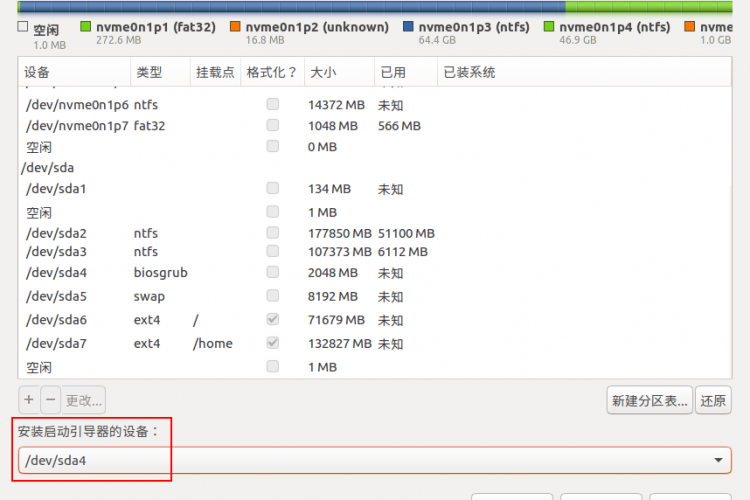 空闲 nvme0n1p1 (fat32) nvme0n1p2 (unknown) nvme0n1p3 (ntfs) nvme0n1p4 (ntfs) nvme
1.0 MB 272.6 MB 16.8 MB 64.4 GB 46.9 GB 1.0 GB
设备 类型 挂载点 格式化？ 大小 已用 已装系统
/dev/nvme0n1p6 ntfs 14372 MB 未知
/dev/nvme0n1p7 fat32 1048 MB 566 MB
空闲 0 MB
/dev/sda
/dev/sda1 134 MB 未知
空闲 1 MB
/dev/sda2 ntfs 177850 MB 51100 MB
/dev/sda3 ntfs 107373 MB 6112 MB
/dev/sda4 biosgrub 2048 MB 未知
/dev/sda5 swap 8192 MB 未知
/dev/sda6 ext4 / 71679 MB 未知
/dev/sda7 ext4 /home 132827 MB 未知
空闲 1 MB
+ − 更改... 新建分区表... 还原
安装启动引导器的设备：
/dev/sda4